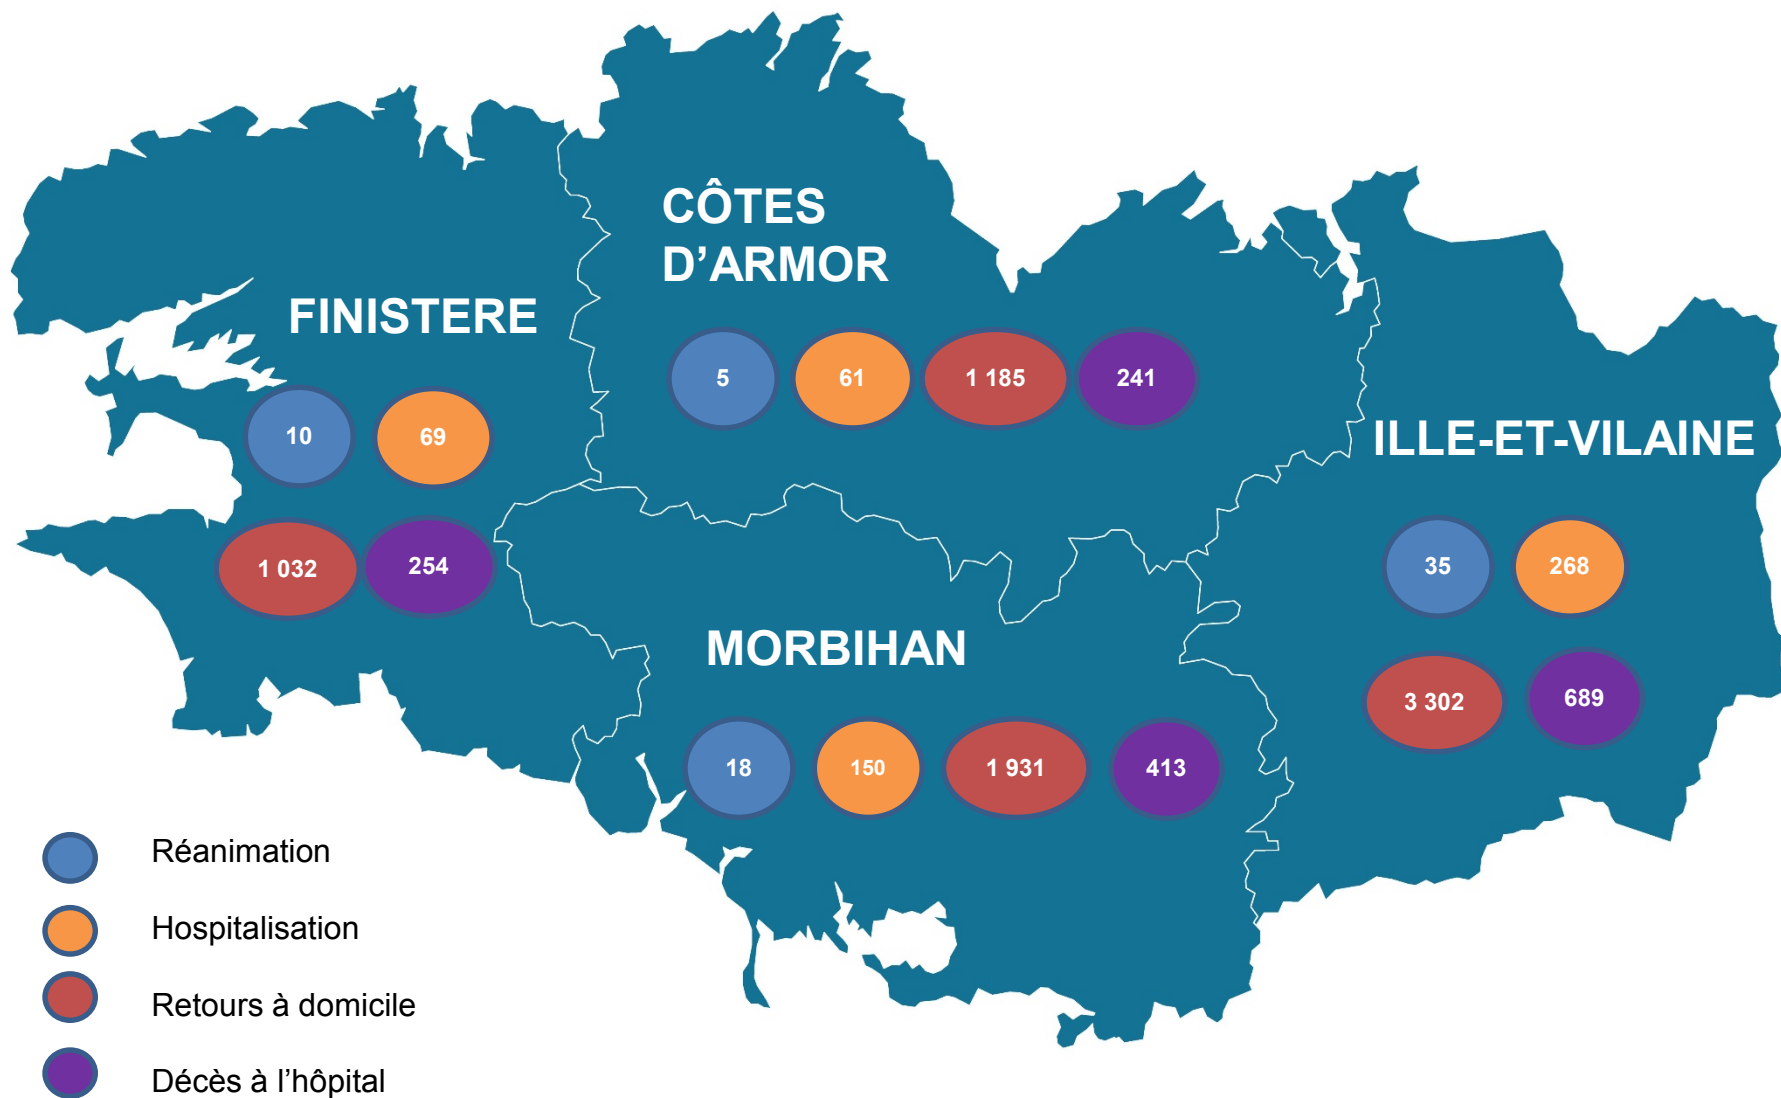 CÔTES
D’ARMOR
5 61 1 185 241
FINISTERE
10 69
1 032 254
ILLE-ET-VILAINE
35 268
3 302 689
MORBIHAN
18 150 1 931 413
Réanimation
Hospitalisation
Retours à domicile
Décès à l’hôpital